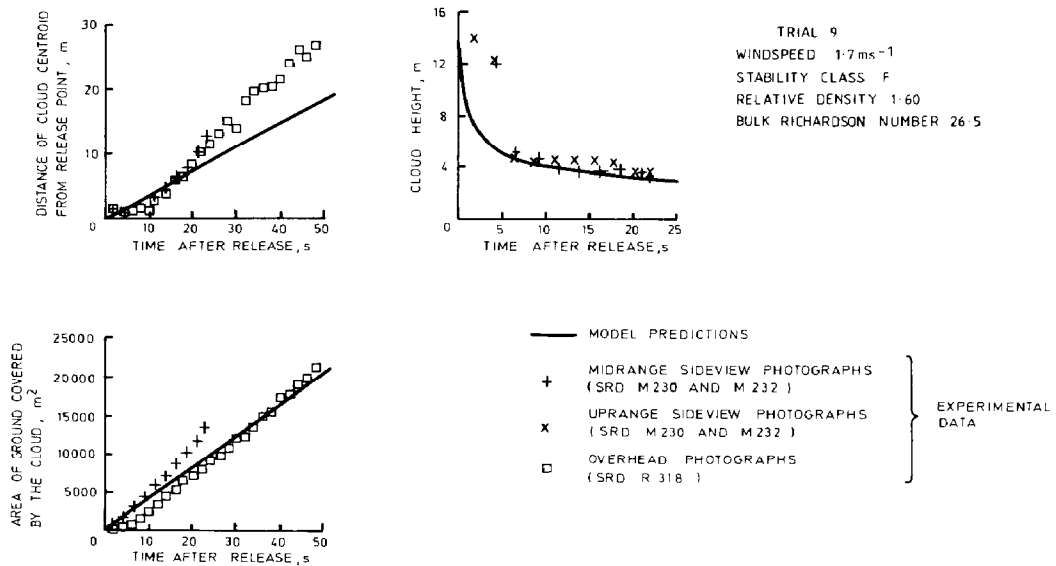 DISTANCE OF CLOUD CENTROID
FROM RELEASE POINT, m
30
20
10
0
0 10 20 30 40 50
TIME AFTER RELEASE, s
CLOUD HEIGHT, m
16
12
8
4
0
0 5 10 15 20 25
TIME AFTER RELEASE, s
TRIAL 9
WINDSPEED 1·7ms⁻¹
STABILITY CLASS F
RELATIVE DENSITY 1·60
BULK RICHARDSON NUMBER 26·5
AREA OF GROUND COVERED
BY THE CLOUD, m²
25000
20000
15000
10000
5000
0
0 10 20 30 40 50
TIME AFTER RELEASE, s
MODEL PREDICTIONS
+ MIDRANGE SIDEVIEW PHOTOGRAPHS
(SRD M230 AND M232)
x UPRANGE SIDEVIEW PHOTOGRAPHS
(SRD M230 AND M232)
□ OVERHEAD PHOTOGRAPHS
(SRD R 318)
EXPERIMENTAL
DATA